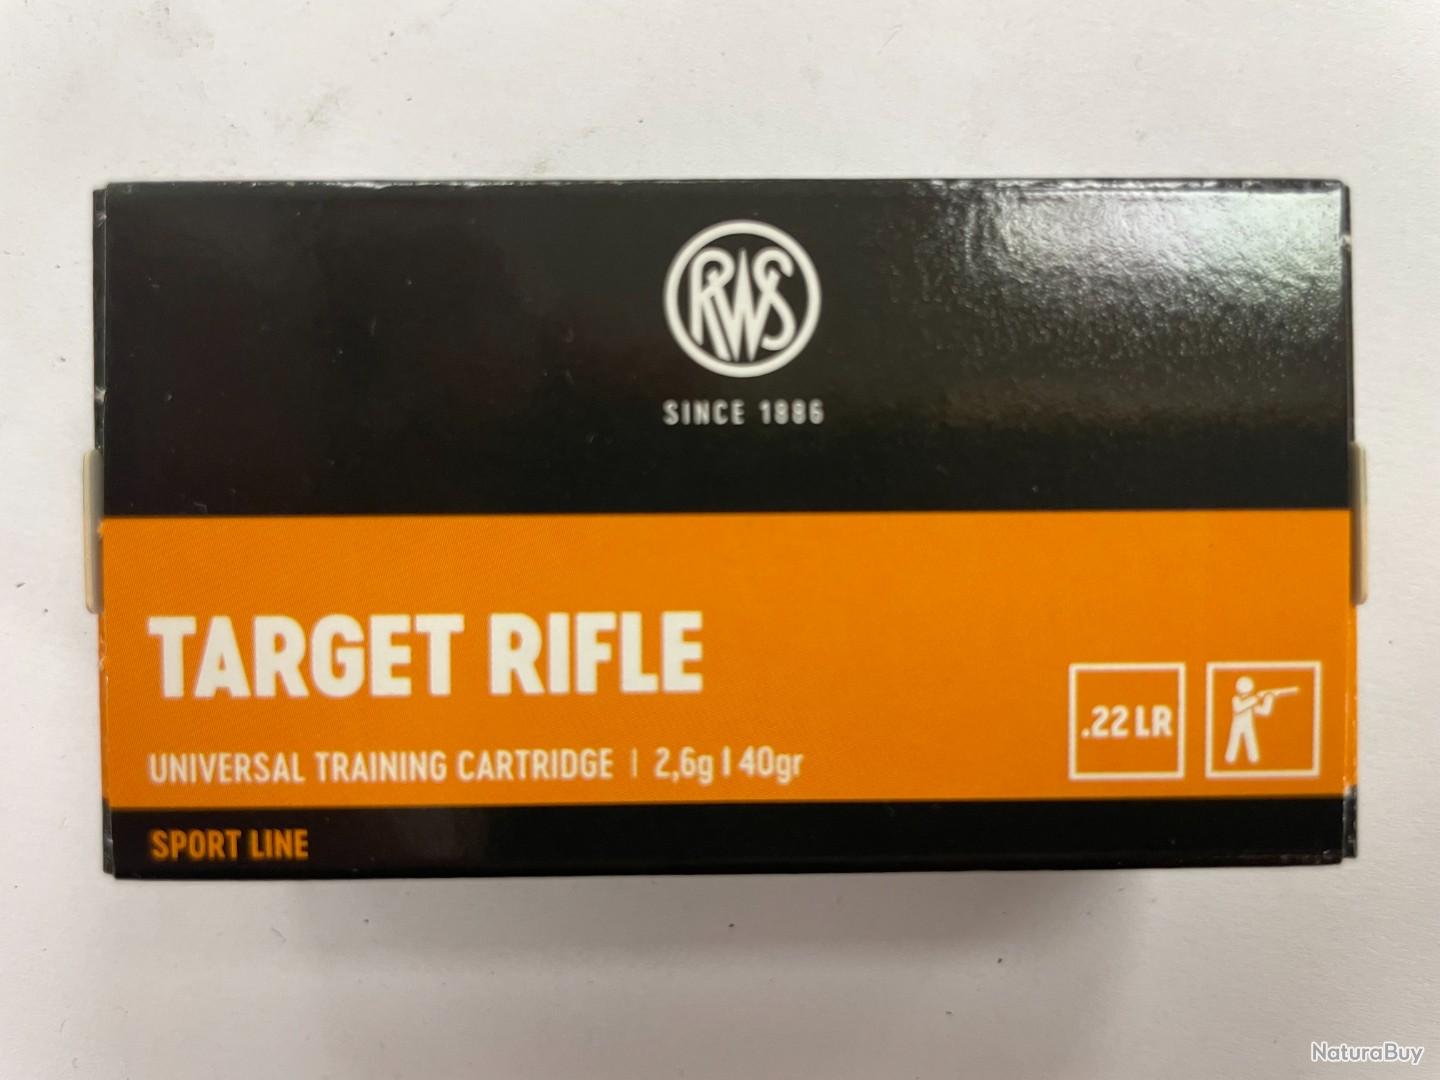 RWS
SINCE 1886
TARGET RIFLE
UNIVERSAL TRAINING CARTRIDGE | 2,6g | 40gr
.22 LR
SPORT LINE
NaturaBuy